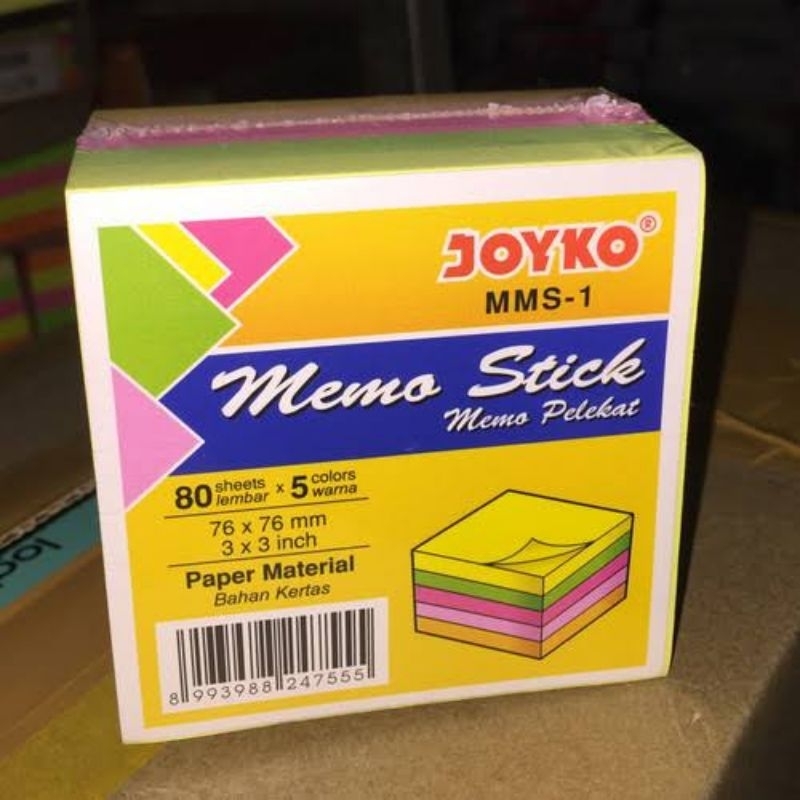 JOYKO®
MMS-1
Memo Stick
Memo Pelekat
80 sheets lembar x 5 colors warna
76 x 76 mm
3 x 3 inch
Paper Material
Bahan Kertas
8 993988 247555